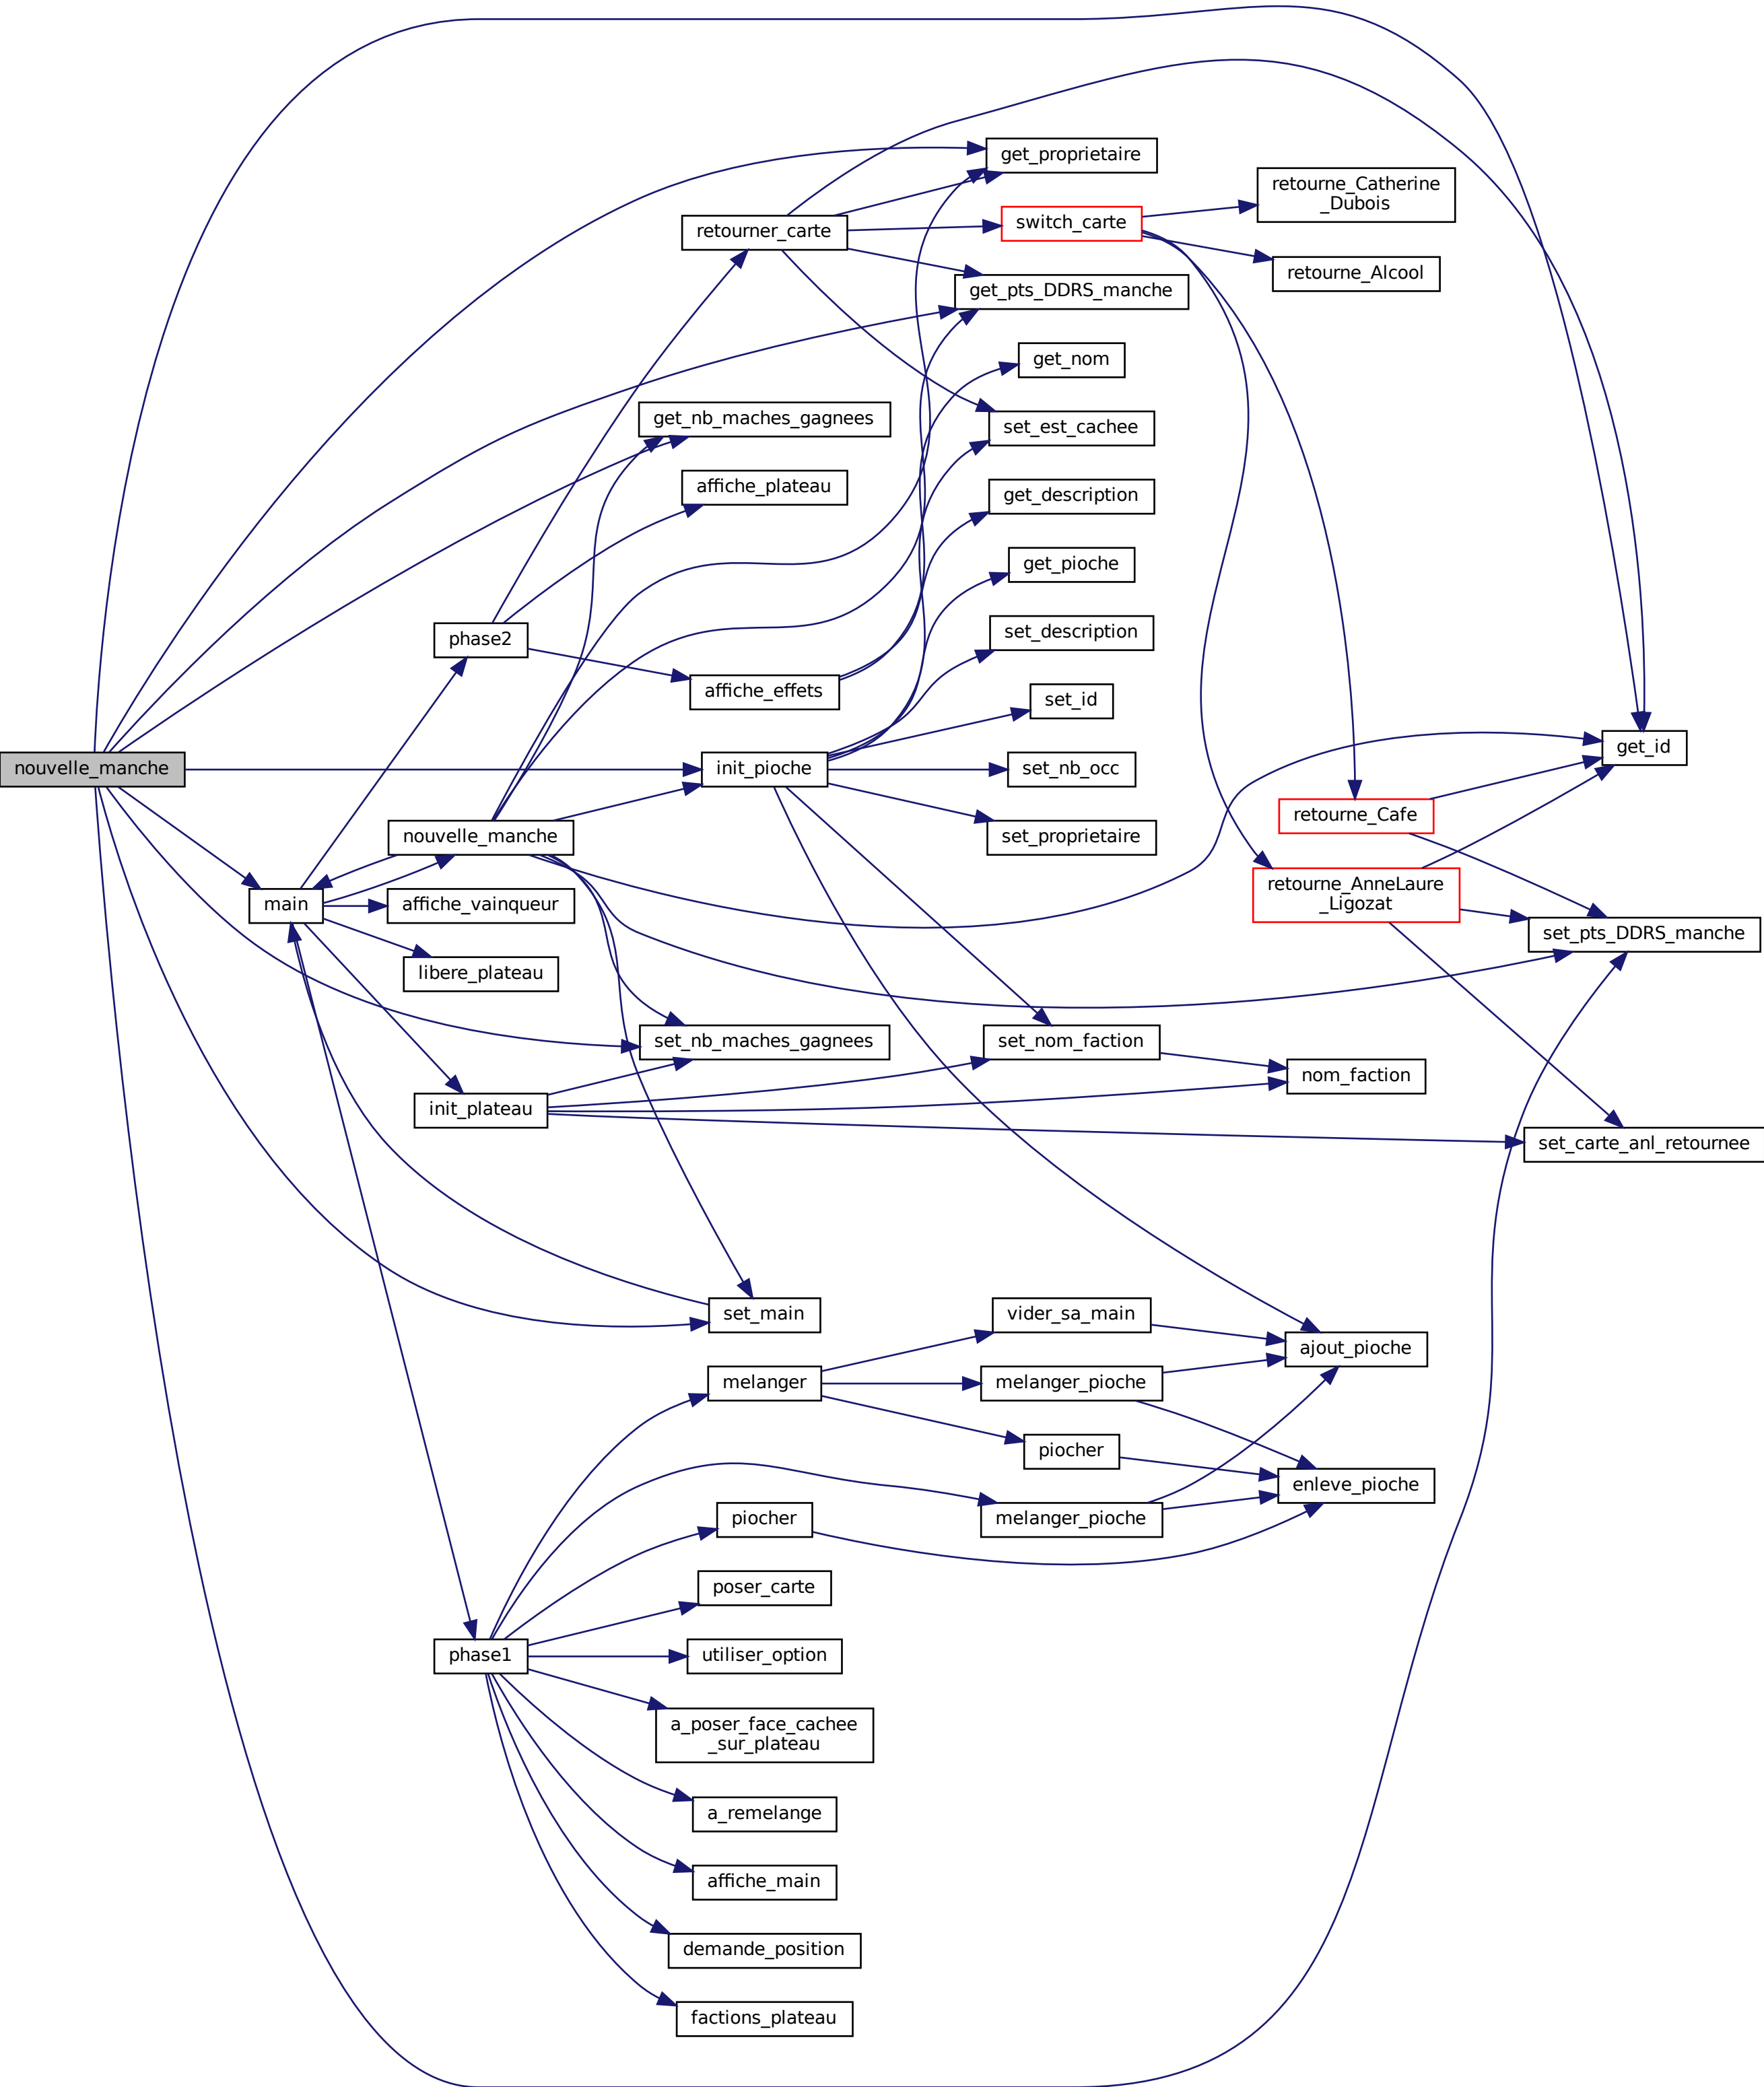 get_proprietaire
retourne_Catherine
_Dubois
retourner_carte
switch_carte
retourne_Alcool
get_pts_DDRS_manche
get_nom
get_nb_maches_gagnees
set_est_cachee
affiche_plateau
get_description
get_pioche
phase2
set_description
affiche_effets
set_id
get_id
nouvelle_manche
init_pioche
set_nb_occ
retourne_Cafe
nouvelle_manche
set_proprietaire
retourne_AnneLaure
_Ligozat
main
affiche_vainqueur
set_pts_DDRS_manche
libere_plateau
set_nb_maches_gagnees
set_nom_faction
nom_faction
init_plateau
set_carte_anl_retournee
set_main
vider_sa_main
ajout_pioche
melanger
melanger_pioche
piocher
enleve_pioche
piocher
melanger_pioche
poser_carte
phase1
utiliser_option
a_poser_face_cachee
_sur_plateau
a_remelange
affiche_main
demande_position
factions_plateau